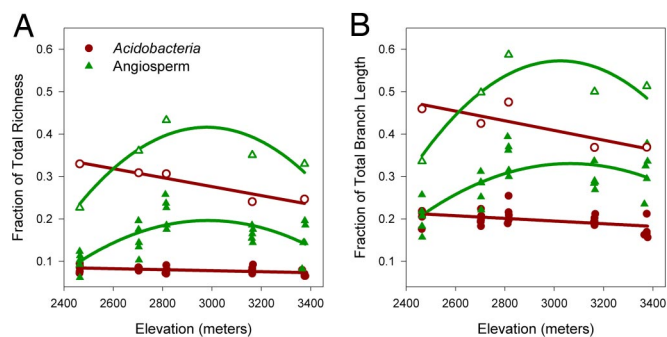 A
Acidobacteria
Angiosperm
Fraction of Total Richness
0.6
0.5
0.4
0.3
0.2
0.1
2400 2600 2800 3000 3200 3400
Elevation (meters)
B
Fraction of Total Branch Length
0.6
0.5
0.4
0.3
0.2
0.1
2400 2600 2800 3000 3200 3400
Elevation (meters)